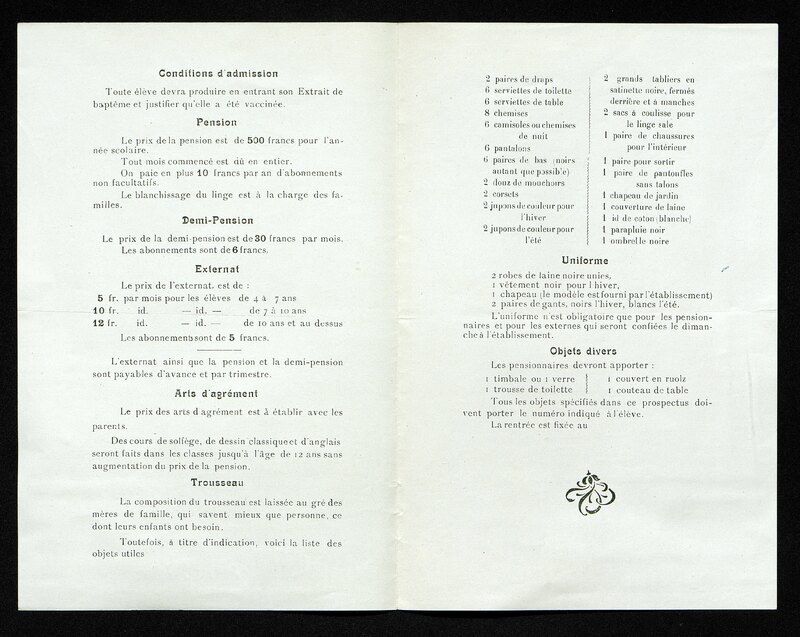 Conditions d'admission
Toute élève devra produire en entrant son Extrait de
baptême et justifier qu'elle a été vaccinée.
Pension
Le prix de la pension est de 500 francs pour l'an-
née scolaire.
Tout mois commencé est dû en entier.
On paie en plus 10 francs par an d'abonnements
non facultatifs.
Le blanchissage du linge est à la charge des fa-
milles.
Demi-Pension
Le prix de la demi-pension est de 30 francs par mois.
Les abonnements sont de 6 francs.
Externat
Le prix de l'externat est de :
5 fr. par mois pour les élèves de 4 à 7 ans
10 fr. — id. — id. — de 7 à 10 ans
12 fr. id. — id. — de 10 ans et au dessus
Les abonnements sont de 5 francs.
L'externat ainsi que la pension et la demi-pension
sont payables d'avance et par trimestre.
Arts d'agrément
Le prix des arts d'agrément est à établir avec les
parents.
Des cours de solfège, de dessin classique et d'anglais
seront faits dans les classes jusqu'à l'âge de 12 ans sans
augmentation du prix de la pension.
Trousseau
La composition du trousseau est laissée au gré des
mères de famille, qui savent mieux que personne, ce
dont leurs enfants ont besoin.
Toutefois, à titre d'indication, voici la liste des
objets utiles
2 paires de draps
6 serviettes de toilette
6 serviettes de table
8 chemises
6 camisoles ou chemises
de nuit
6 pantalons
6 paires de bas (noirs
autant que possible)
2 douz de mouchoirs
2 corsets
2 jupons de couleur pour
l'hiver
2 jupons de couleur pour
l'été
2 grands tabliers en
satinette noire, fermés
derrière et à manches
2 sacs à coulisse pour
le linge sale
1 paire de chaussures
pour l'intérieur
1 paire pour sortir
1 paire de pantoufles
sans talons
1 chapeau de jardin
1 couverture de laine
1 id de coton (blanche)
1 parapluie noir
1 ombrelle noire
Uniforme
2 robes de laine noire unies,
1 vêtement noir pour l'hiver,
1 chapeau (le modèle est fourni par l'établissement)
2 paires de gants, noirs l'hiver, blancs l'été.
L'uniforme n'est obligatoire que pour les pension-
naires et pour les externes qui seront confiées le diman-
che à l'établissement.
Objets divers
Les pensionnaires devront apporter :
1 timbale ou 1 verre
1 trousse de toilette
1 couvert en ruolz
1 couteau de table
Tous les objets spécifiés dans ce prospectus doi-
vent porter le numéro indiqué à l'élève.
La rentrée est fixée au